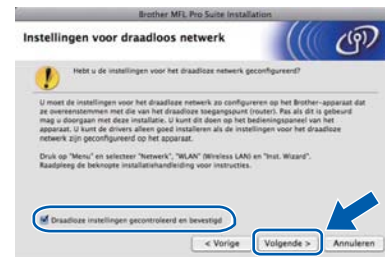 Brother MFL Pro Suite Installation
Instellingen voor draadloos netwerk
Hebt u de instellingen voor het draadloze netwerk geconfigureerd?
U moet de instellingen voor het draadloze netwerk zo configureren op het Brother-apparaat dat
ze overeenstemmen met die van het draadloze toegangspunt (router). Pas als dit is gebeurd
mag u doorgaan met deze installatie. U kunt dit doen op het bedieningspaneel van het
apparaat. U kunt de drivers alleen goed installeren als de instellingen voor het draadloze
netwerk zijn geconfigureerd op het apparaat.
Druk op "Menu" en selecteer "Netwerk", "WLAN" (Wireless LAN) en "Inst. Wizard".
Raadpleeg de beknopte installatiehandleiding voor instructies.
Draadloze instellingen gecontroleerd en bevestigd
< Vorige Volgende > Annuleren